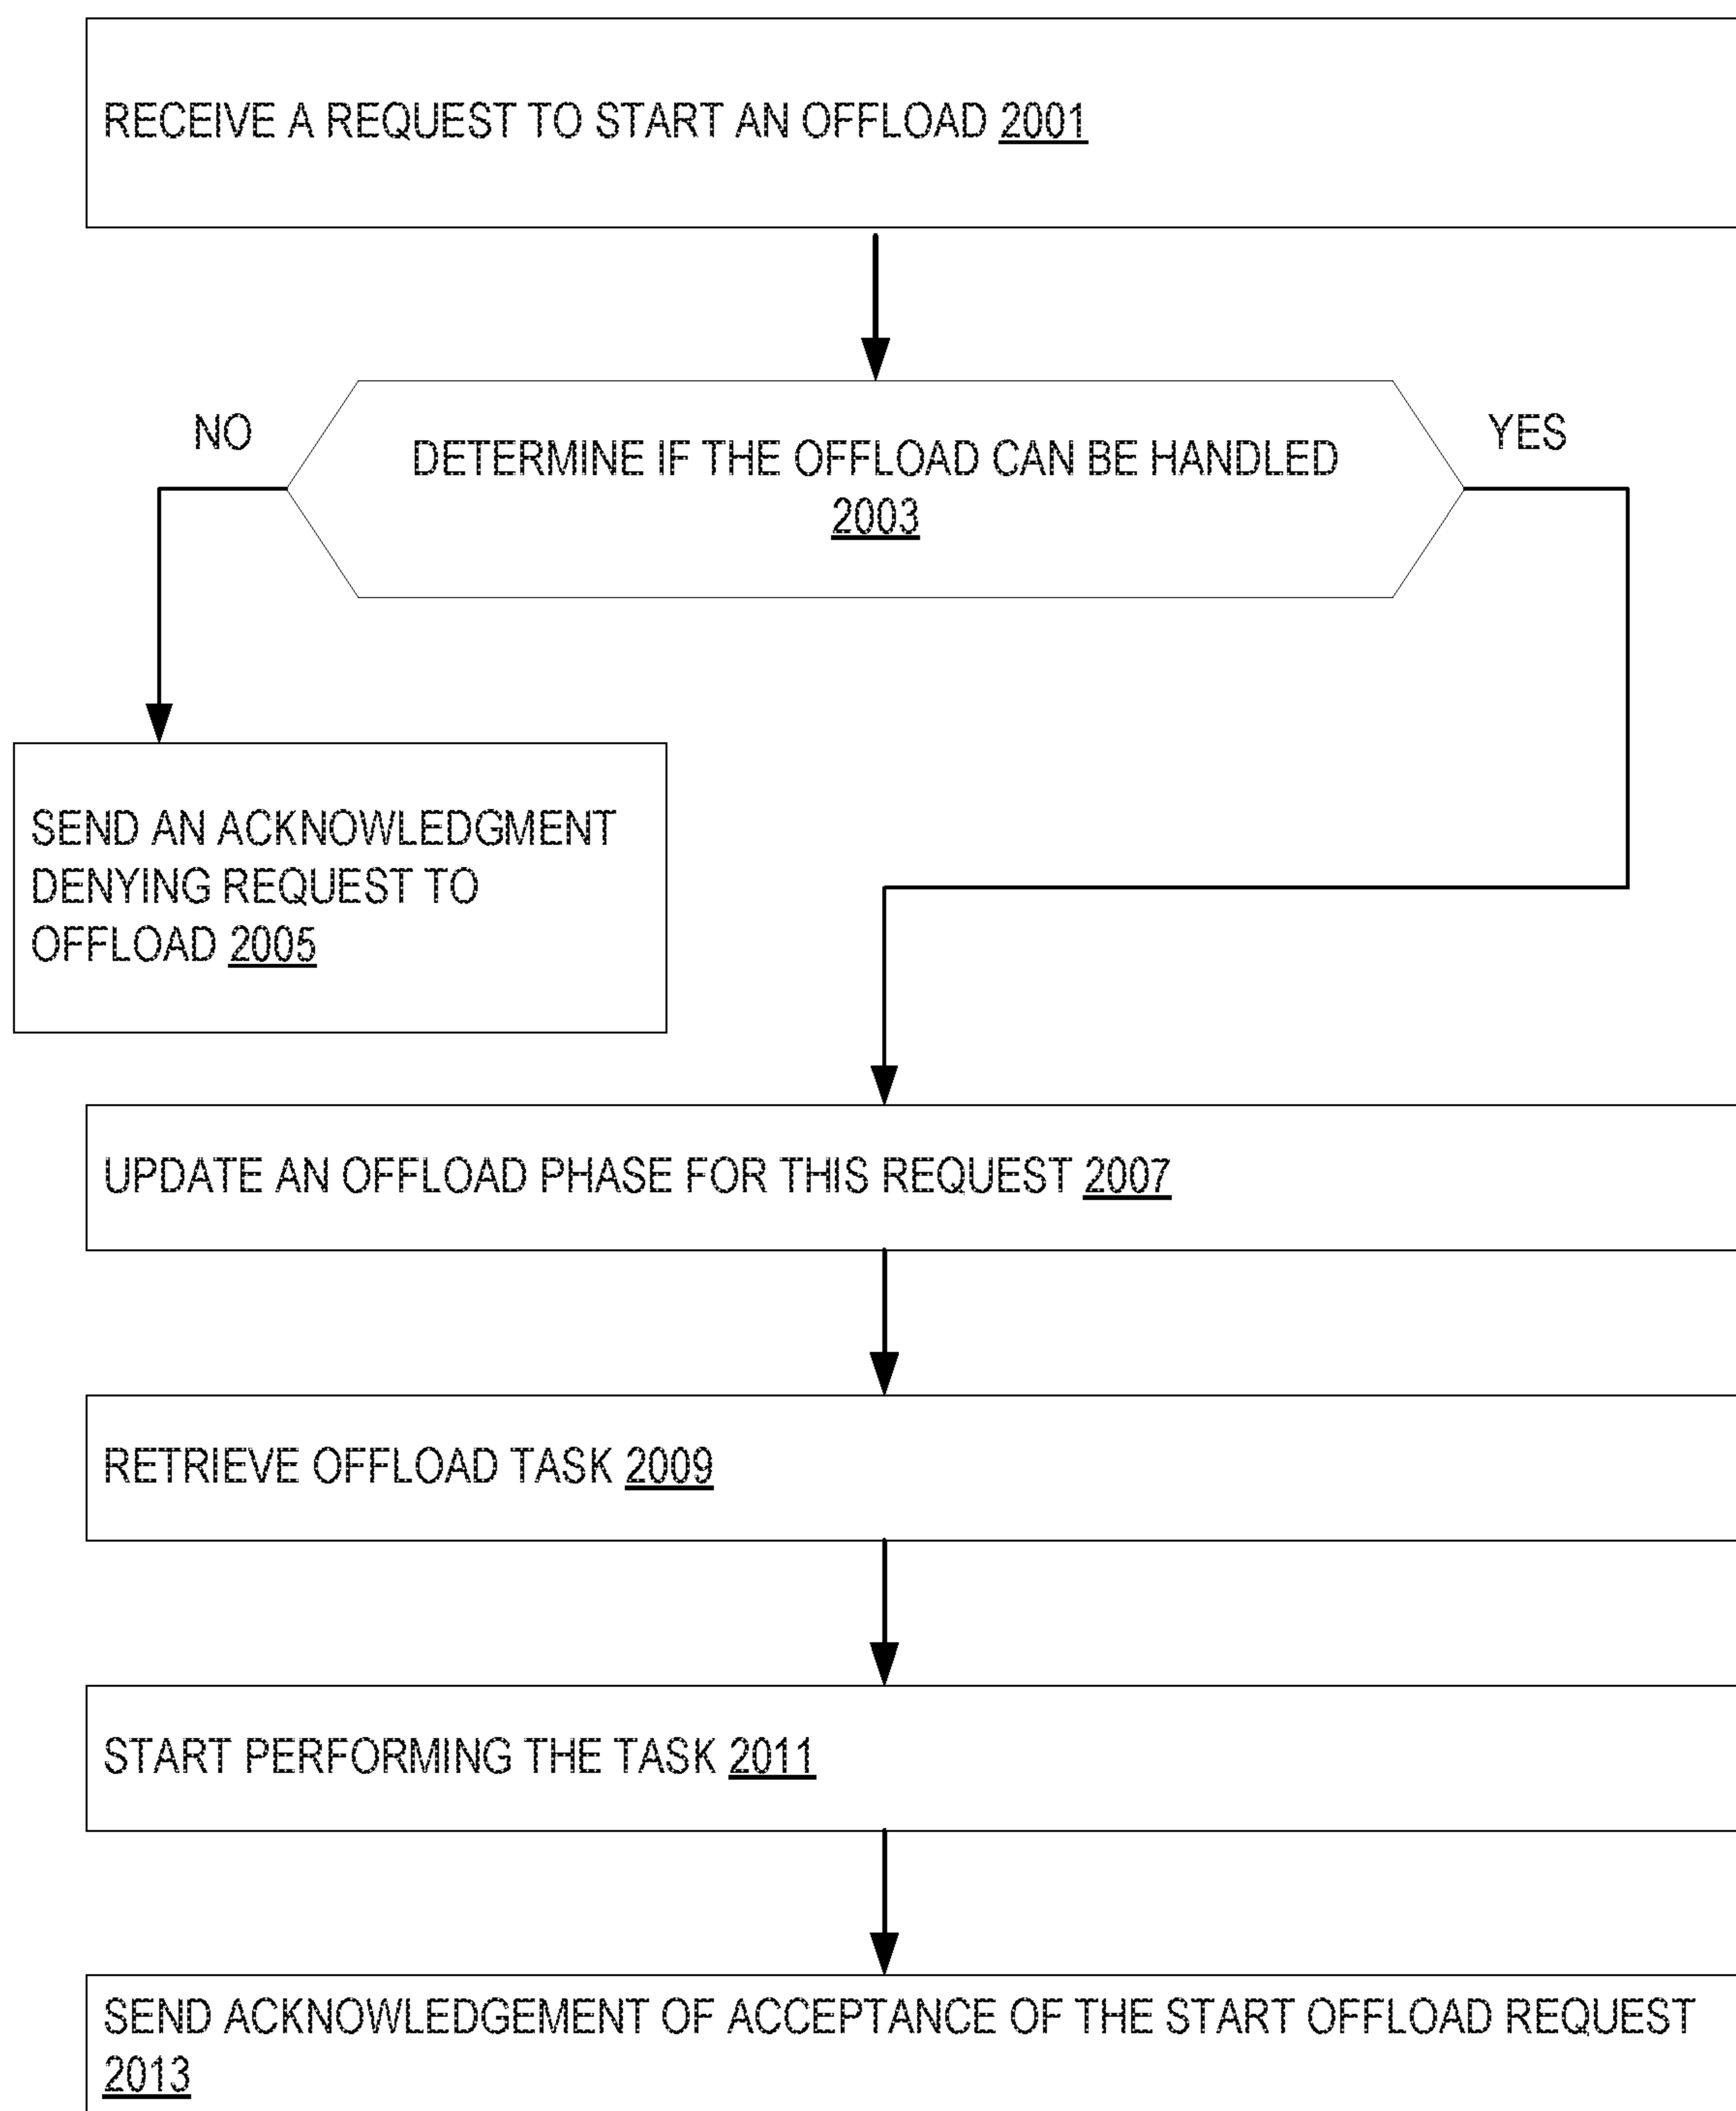 RECEIVE A REQUEST TO START AN OFFLOAD 2001
NO
YES
DETERMINE IF THE OFFLOAD CAN BE HANDLED
2003
SEND AN ACKNOWLEDGMENT
DENYING REQUEST TO
OFFLOAD 2005
UPDATE AN OFFLOAD PHASE FOR THIS REQUEST 2007
RETRIEVE OFFLOAD TASK 2009
START PERFORMING THE TASK 2011
SEND ACKNOWLEDGEMENT OF ACCEPTANCE OF THE START OFFLOAD REQUEST
2013